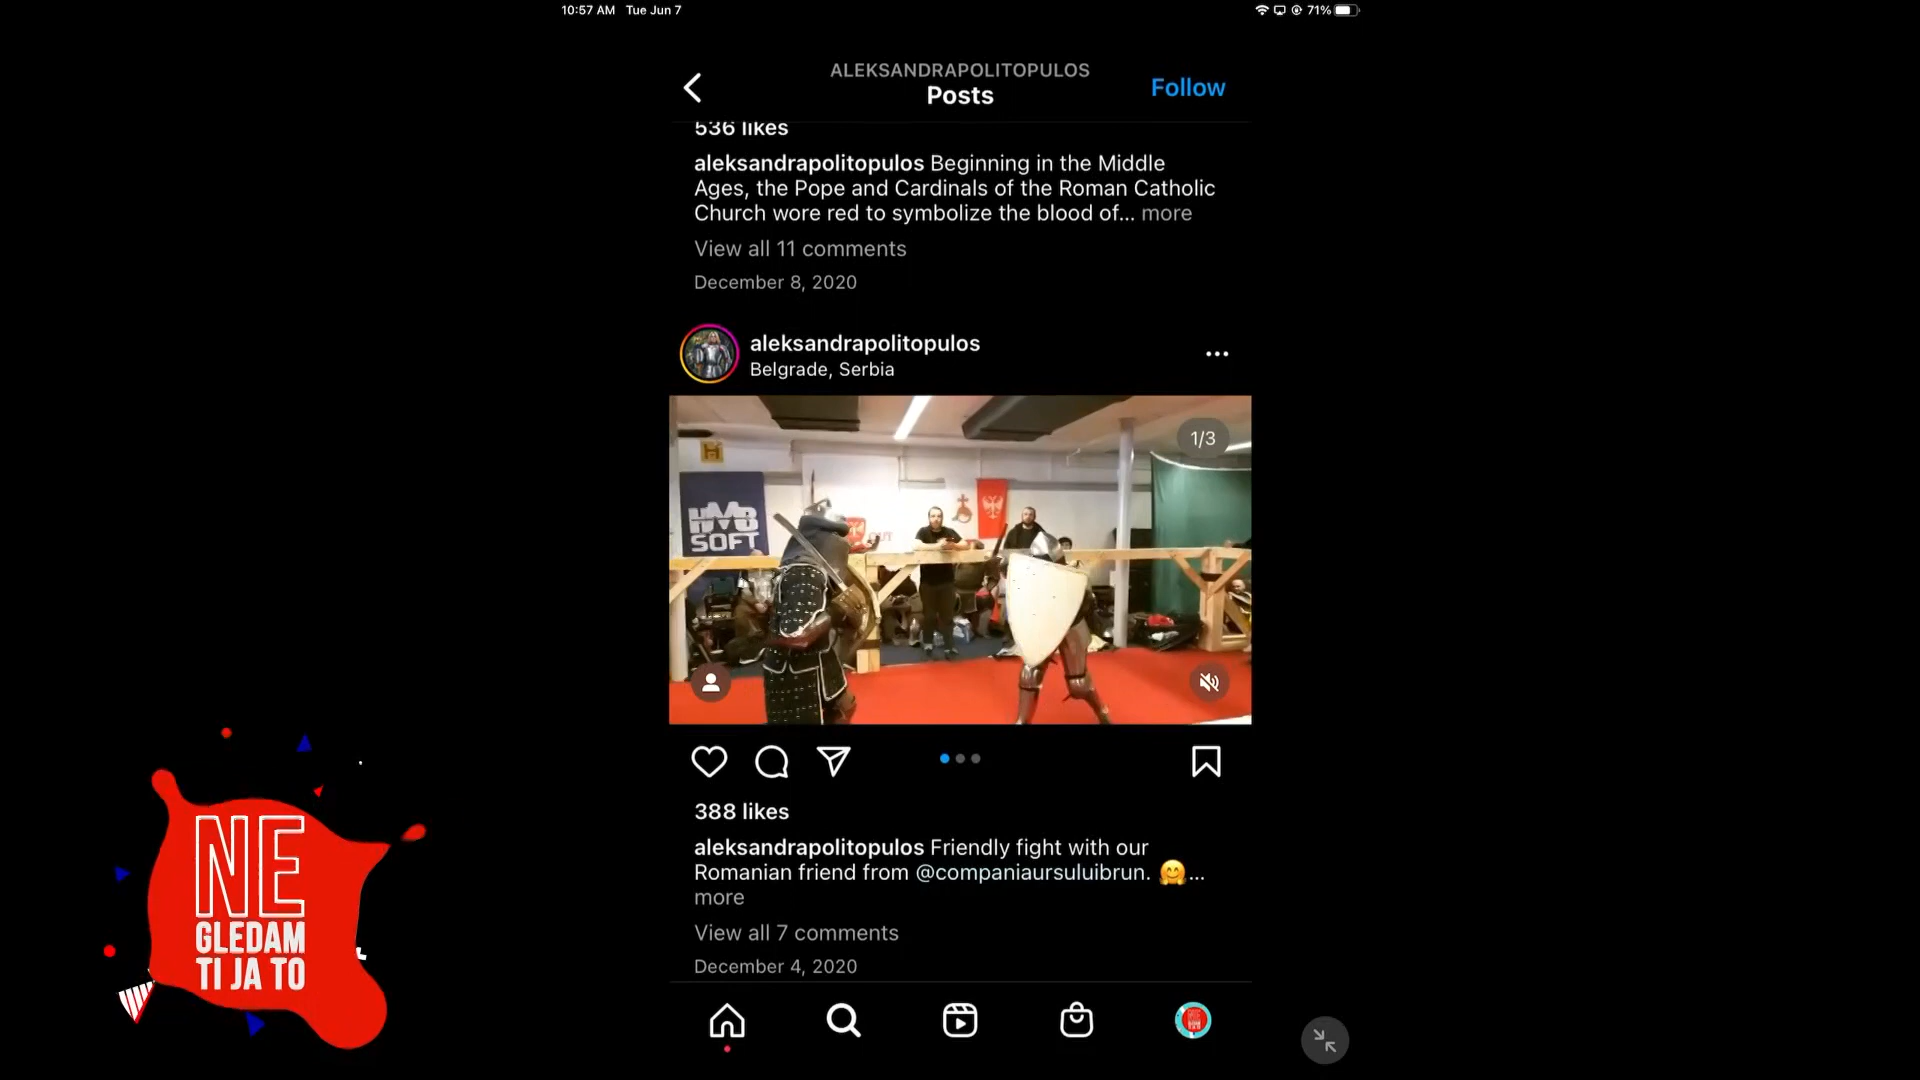 10:57 AM Tue Jun 7
71%
ALEKSANDRAPOLITOPULOS
Posts
Follow
536 likes
aleksandrapolitopulos Beginning in the Middle
Ages, the Pope and Cardinals of the Roman Catholic
Church wore red to symbolize the blood of... more
View all 11 comments
December 8, 2020
aleksandrapolitopulos
Belgrade, Serbia
1/3
H
HMB
SOFT
388 likes
aleksandrapolitopulos Friendly fight with our
Romanian friend from @companiaursuluibrun. 🤗...
more
View all 7 comments
December 4, 2020
NE
GLEDAM
TI JA TO